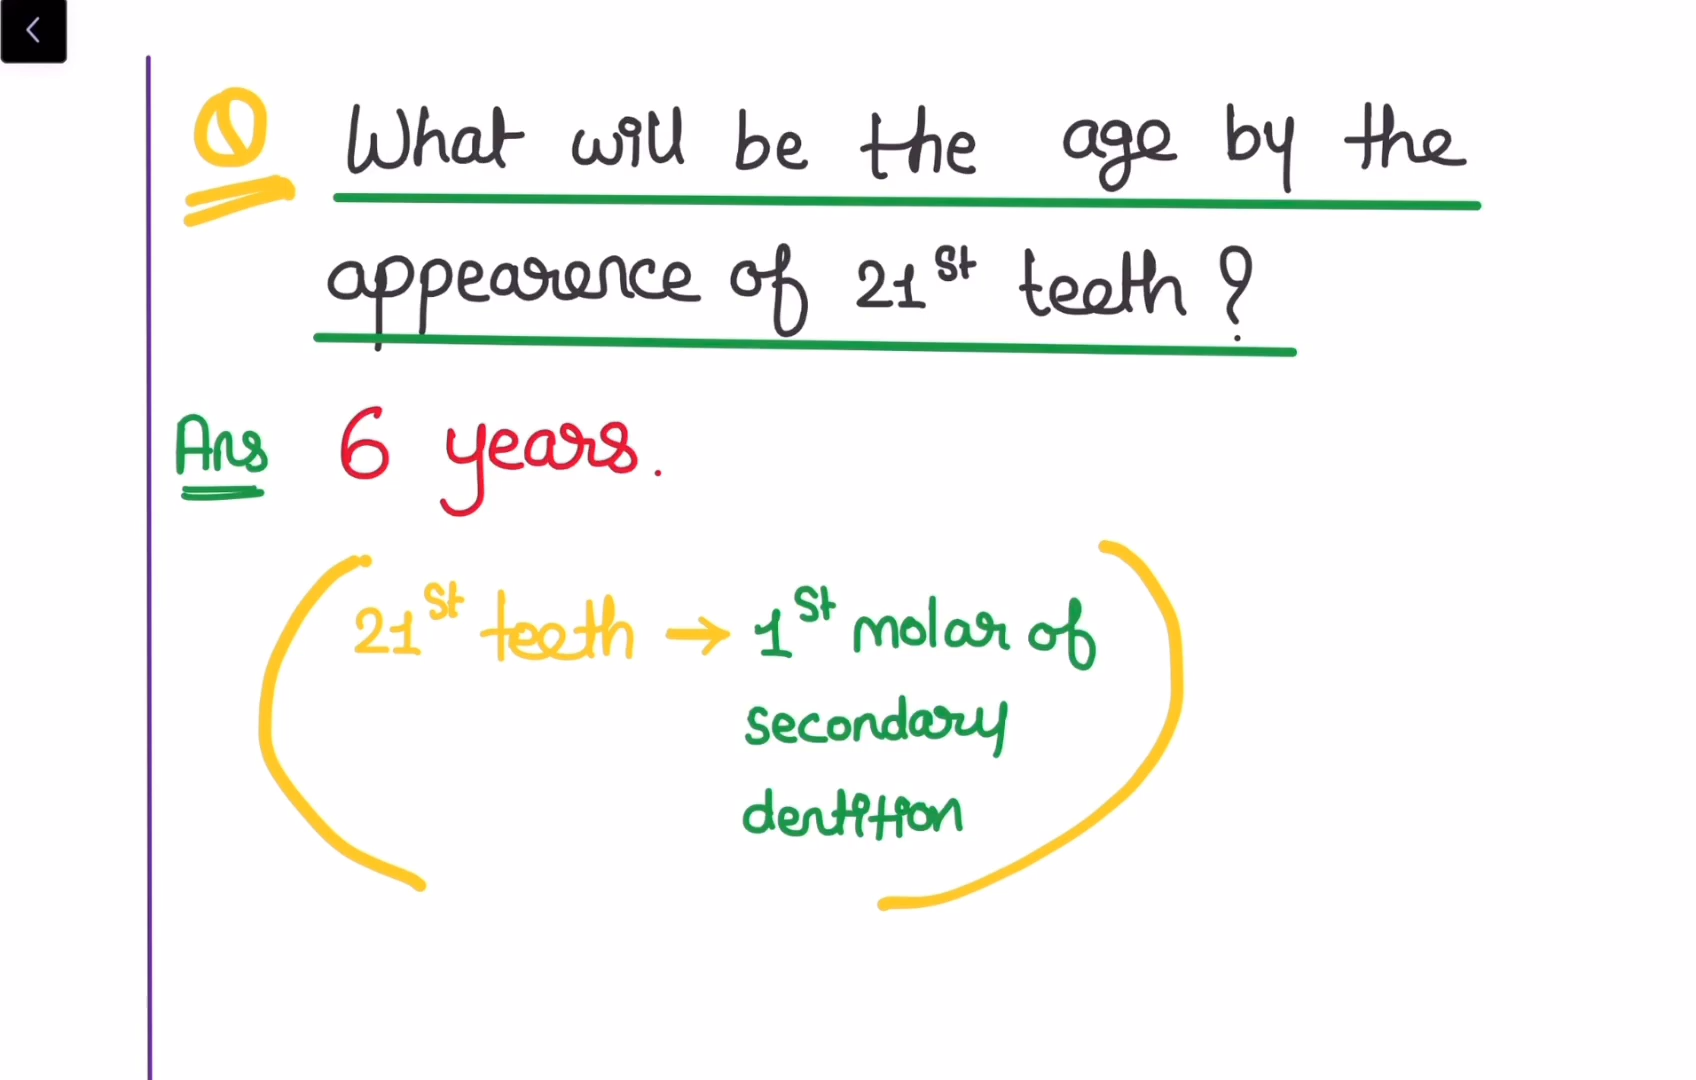 Q What will be the age by the
appearence of 21st teeth ?
Ans 6 years.
21st teeth → 1st molar of
secondary
dentition